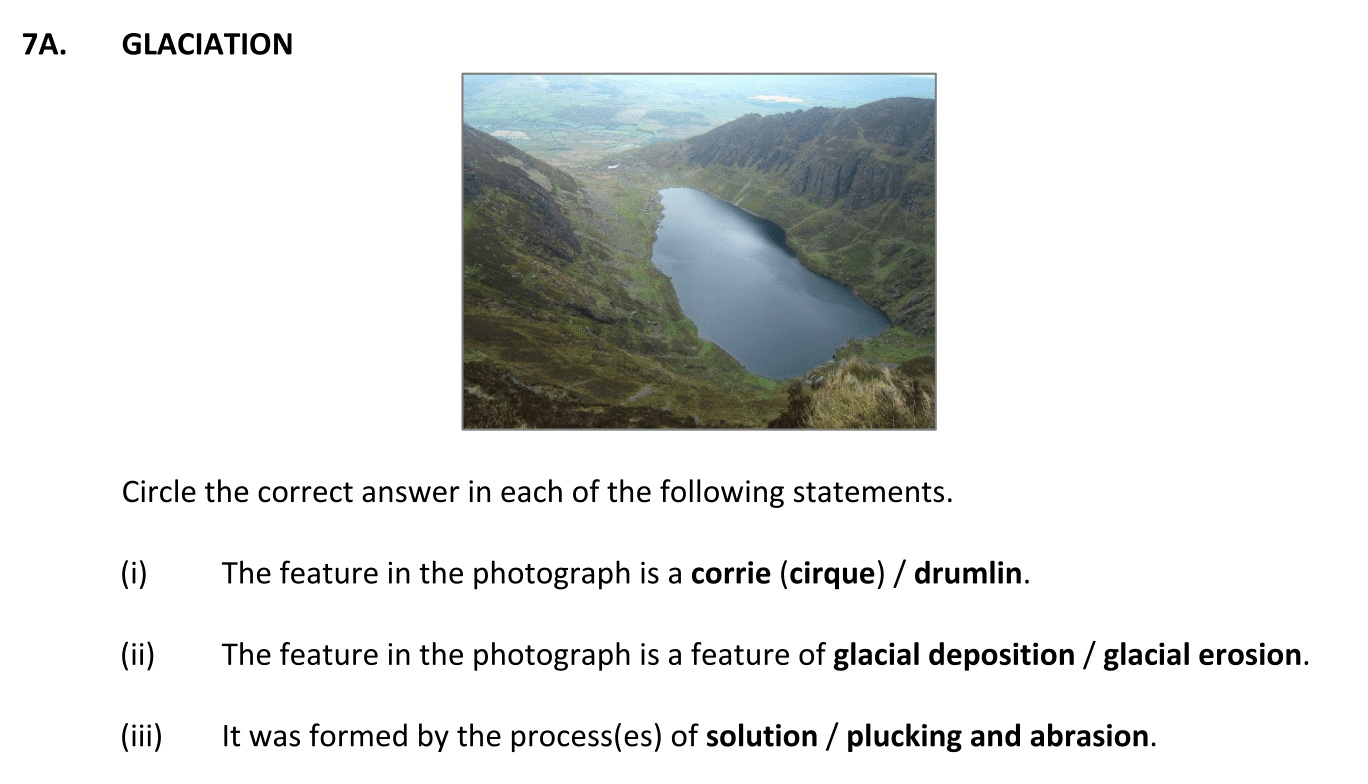 7A. GLACIATION
Circle the correct answer in each of the following statements.
(i) The feature in the photograph is a corrie (cirque) / drumlin.
(ii) The feature in the photograph is a feature of glacial deposition / glacial erosion.
(iii) It was formed by the process(es) of solution / plucking and abrasion.